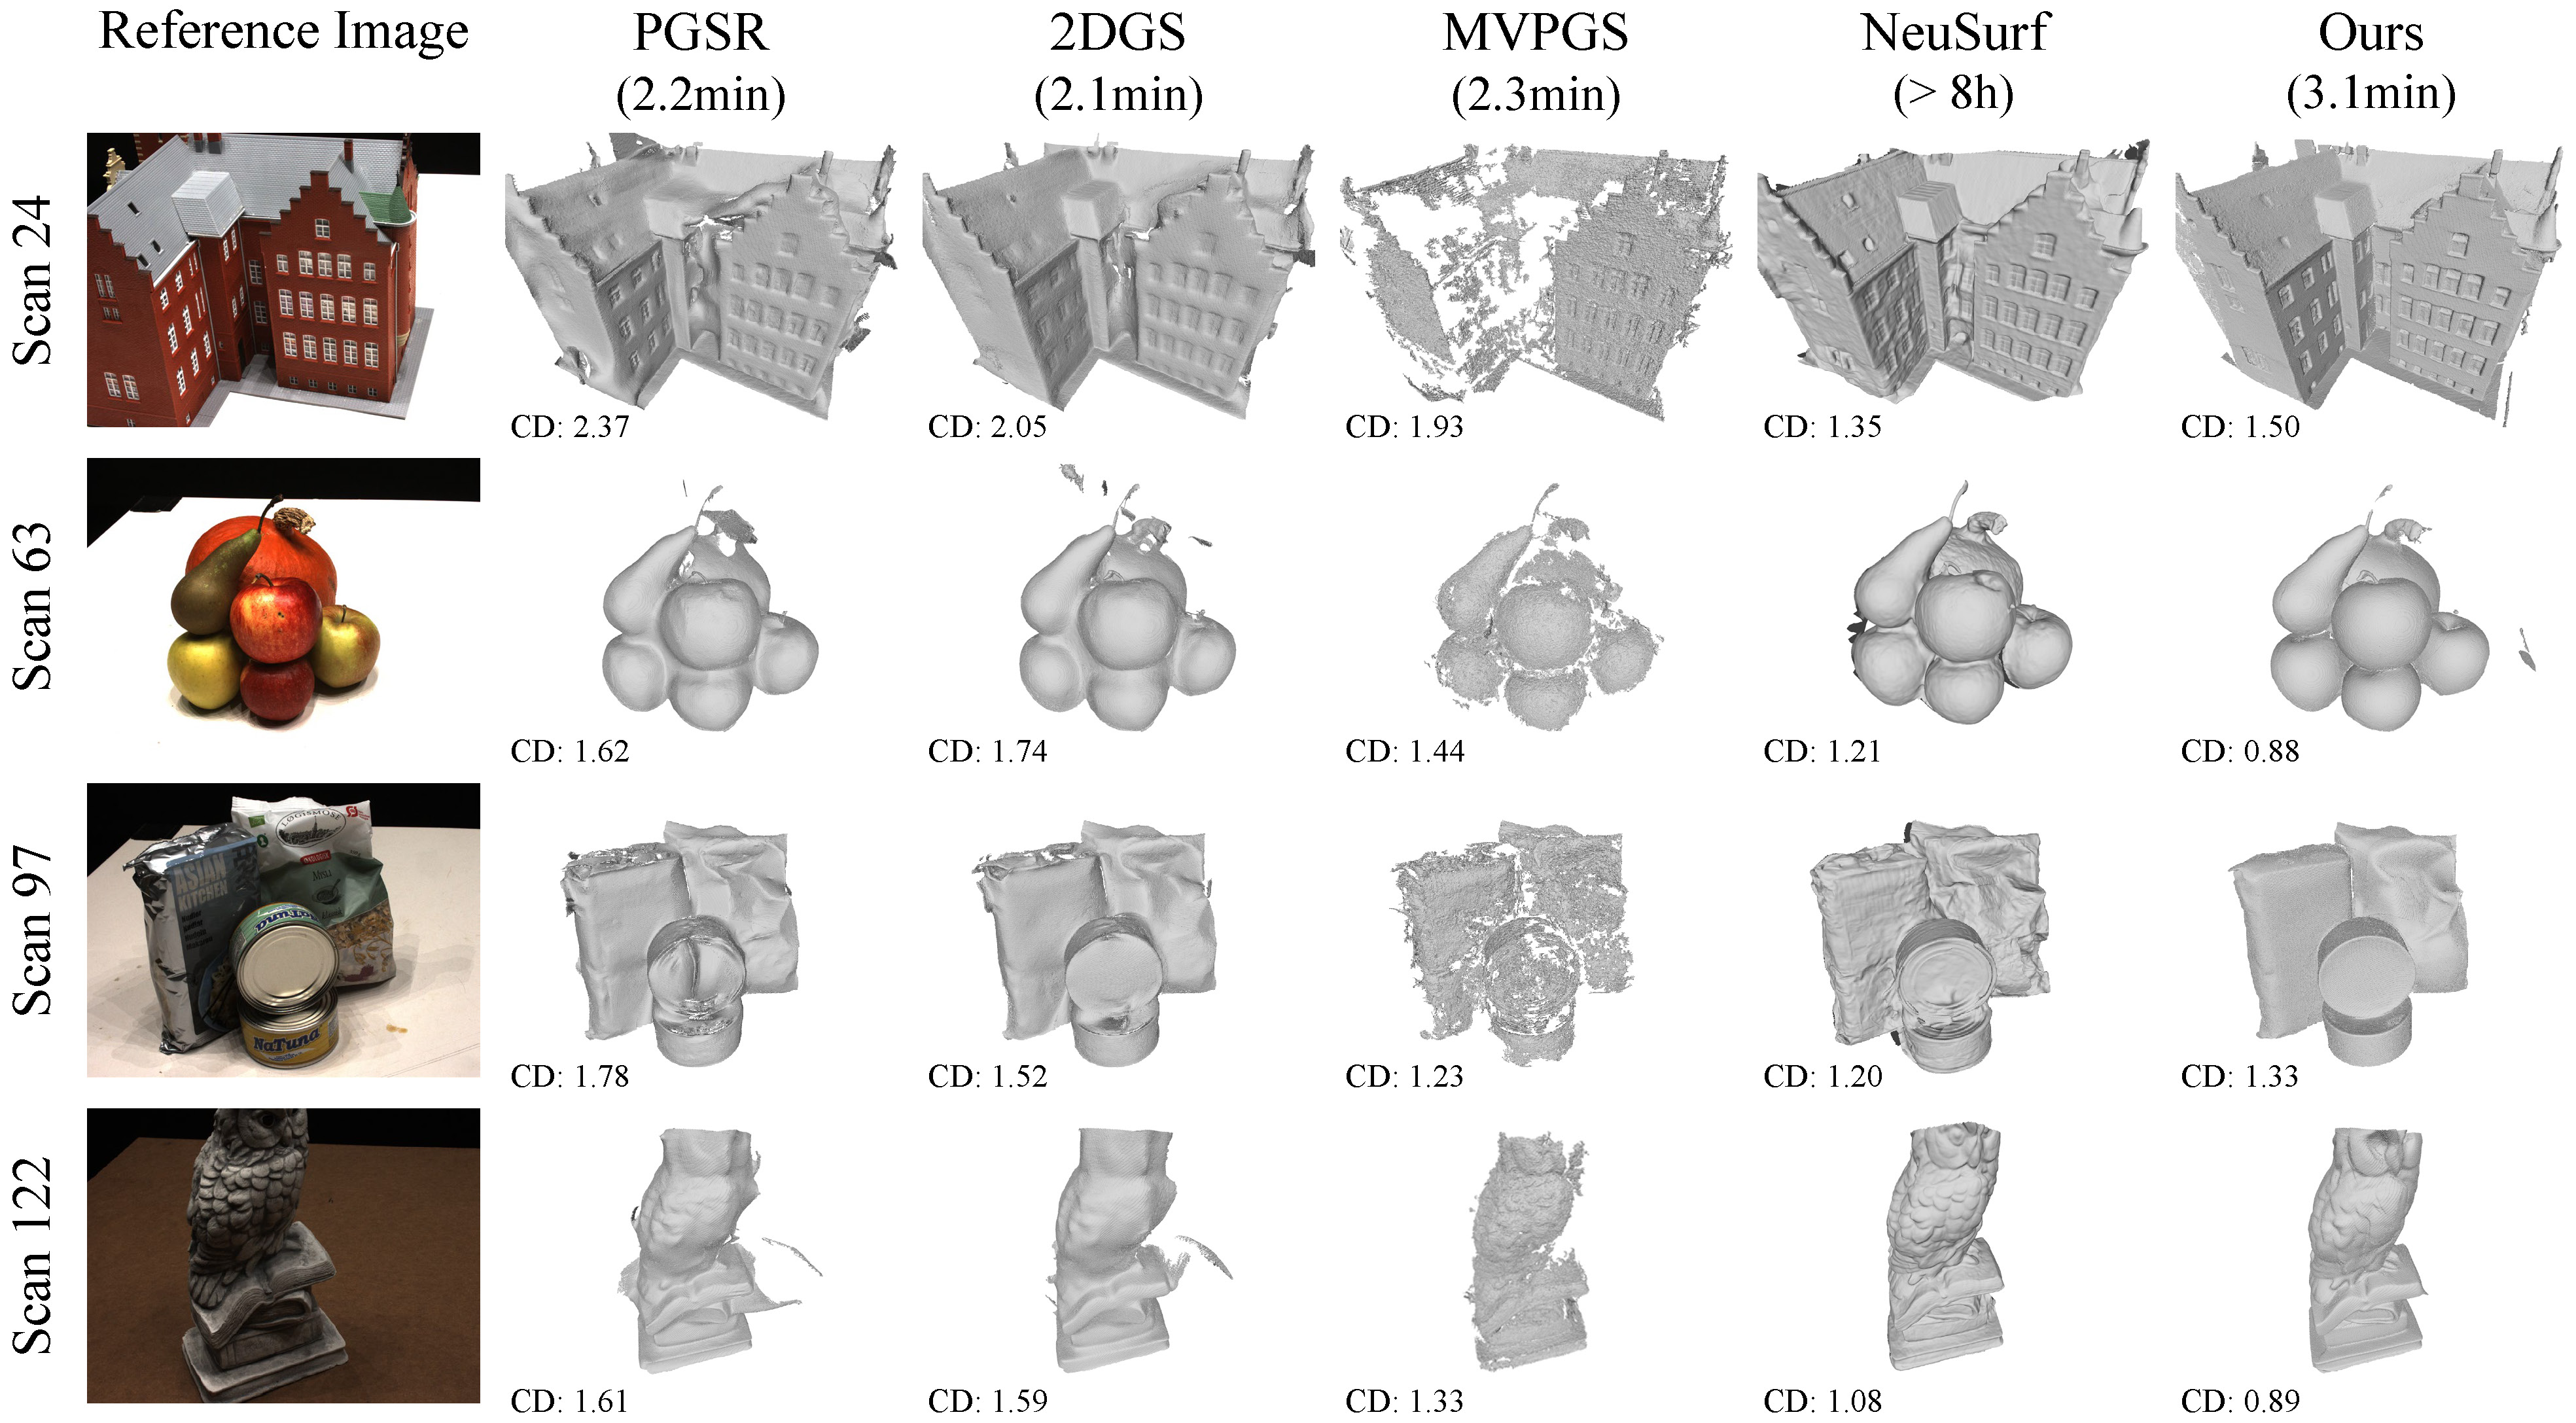 Reference Image
PGSR
(2.2min)
2DGS
(2.1min)
MVPGS
(2.3min)
NeuSurf
(> 8h)
Ours
(3.1min)
Scan 24
CD: 2.37
CD: 2.05
CD: 1.93
CD: 1.35
CD: 1.50
Scan 63
CD: 1.62
CD: 1.74
CD: 1.44
CD: 1.21
CD: 0.88
Scan 97
LØGISMOSE
MÜSLI
ASIAN
KITCHEN
NaTuna
CD: 1.78
CD: 1.52
CD: 1.23
CD: 1.20
CD: 1.33
Scan 122
CD: 1.61
CD: 1.59
CD: 1.33
CD: 1.08
CD: 0.89